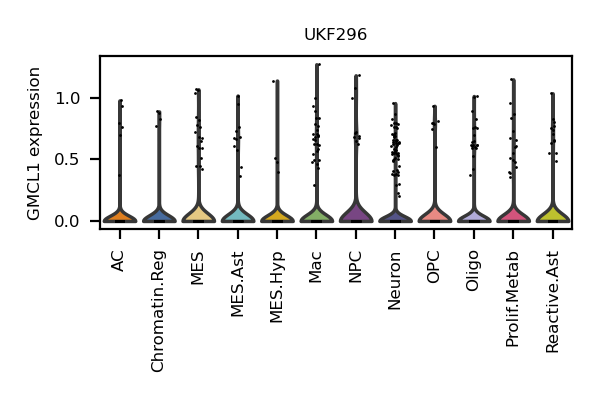 UKF296
GMCL1 expression
1.0
0.5
0.0
AC
Chromatin.Reg
MES
MES.Ast
MES.Hyp
Mac
NPC
Neuron
OPC
Oligo
Prolif.Metab
Reactive.Ast